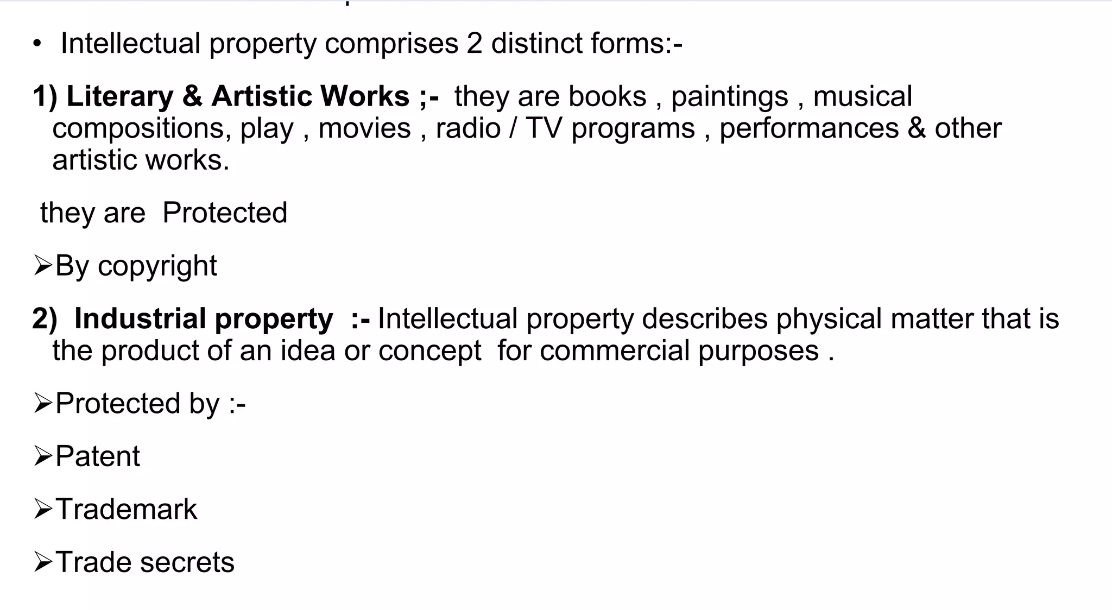 • Intellectual property comprises 2 distinct forms:-
1) Literary & Artistic Works ;- they are books , paintings , musical
compositions, play , movies , radio / TV programs , performances & other
artistic works.
they are Protected
➢By copyright
2) Industrial property :- Intellectual property describes physical matter that is
the product of an idea or concept for commercial purposes .
➢Protected by :-
➢Patent
➢Trademark
➢Trade secrets